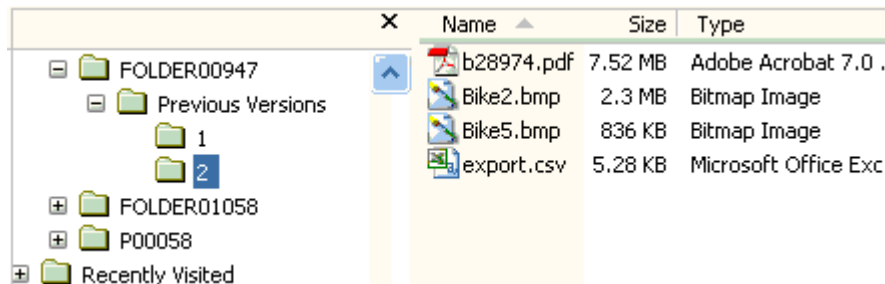 FOLDER00947
Previous Versions
1
2
FOLDER01058
P00058
Recently Visited
Name Size Type
b28974.pdf 7.52 MB Adobe Acrobat 7.0 .
Bike2.bmp 2.3 MB Bitmap Image
Bike5.bmp 836 KB Bitmap Image
export.csv 5.28 KB Microsoft Office Exc